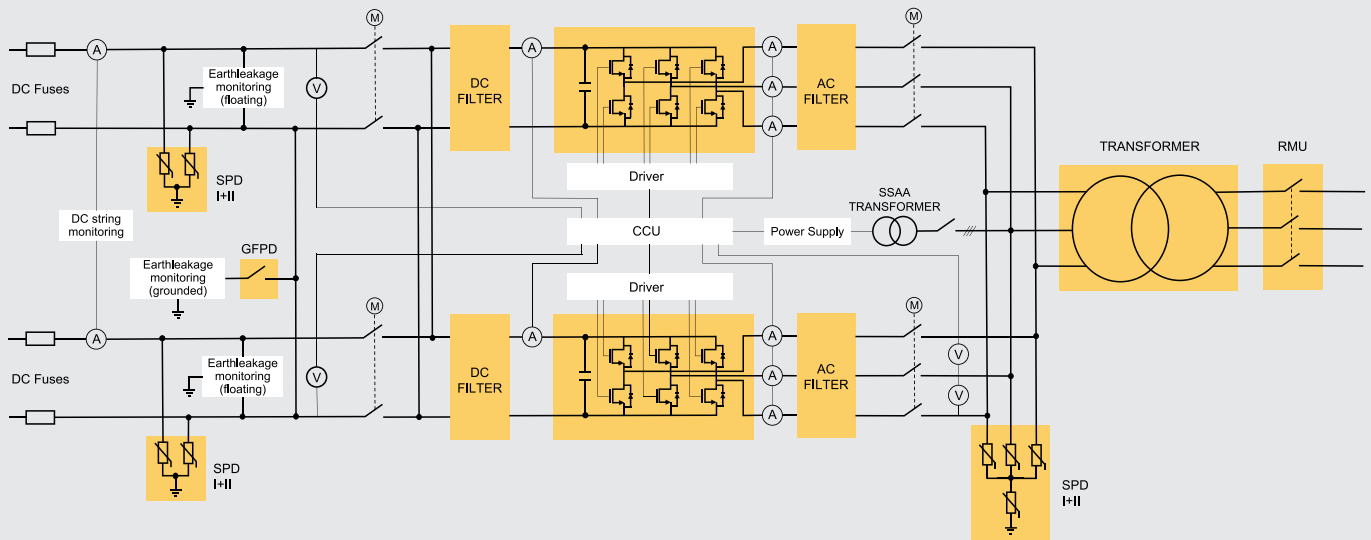 M
M
A
A
A
A
A
DC Fuses
Earthleakage
monitoring
(floating)
V
DC
FILTER
AC
FILTER
SPD
I+II
Driver
TRANSFORMER
RMU
SSAA
TRANSFORMER
DC string
monitoring
CCU
Power Supply
GFPD
Earthleakage
monitoring
(grounded)
Driver
M
M
A
A
A
A
A
V
V
V
DC Fuses
Earthleakage
monitoring
(floating)
DC
FILTER
AC
FILTER
SPD
I+II
SPD
I+II